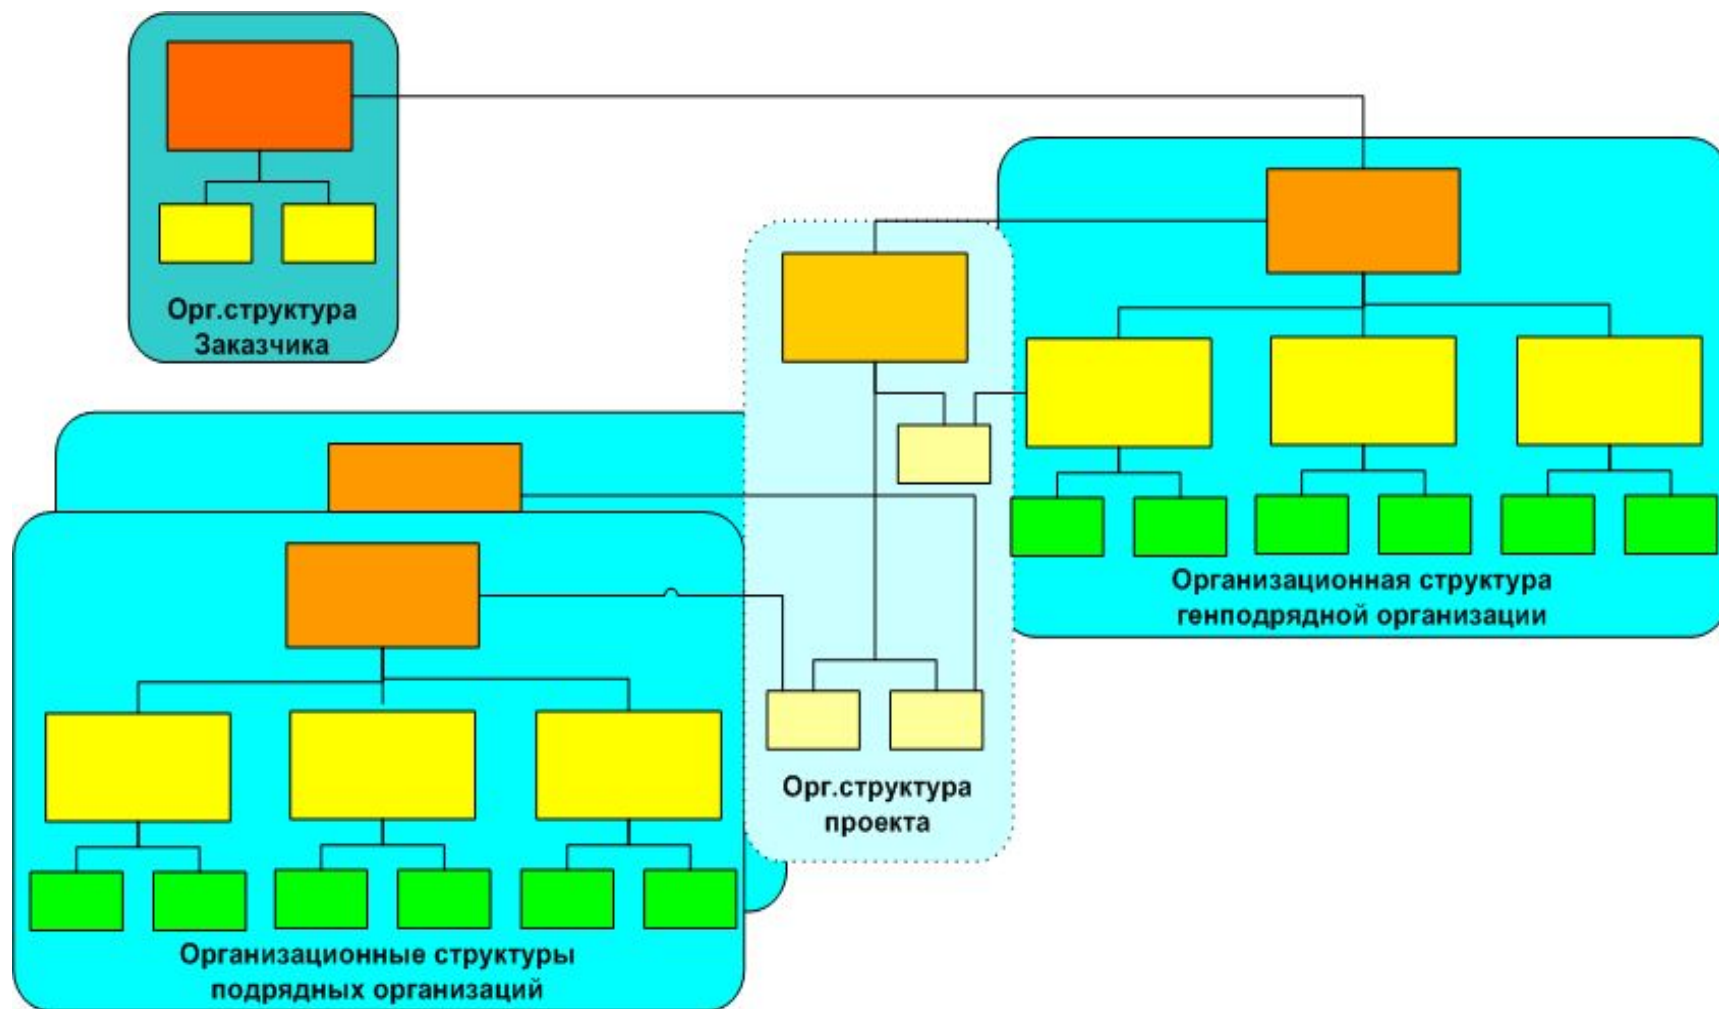 Орг.структура
Заказчика
Организационная структура
генподрядной организации
Орг.структура
проекта
Организационные структуры
подрядных организаций